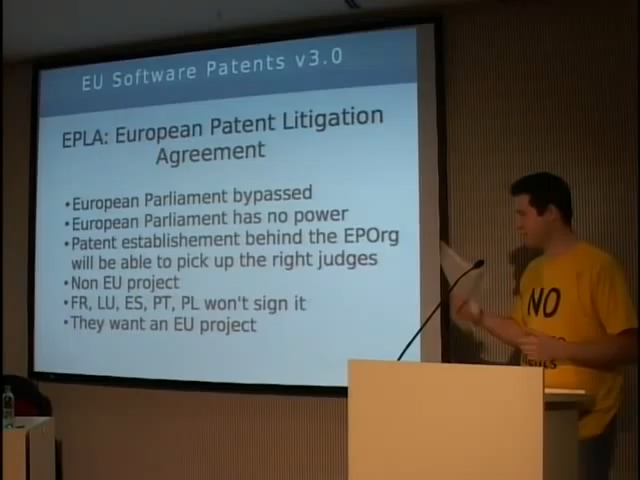 EU Software Patents v3.0
EPLA: European Patent Litigation
Agreement
•European Parliament bypassed
•European Parliament has no power
•Patent establishement behind the EPOrg
will be able to pick up the right judges
•Non EU project
•FR, LU, ES, PT, PL won't sign it
•They want an EU project
NO